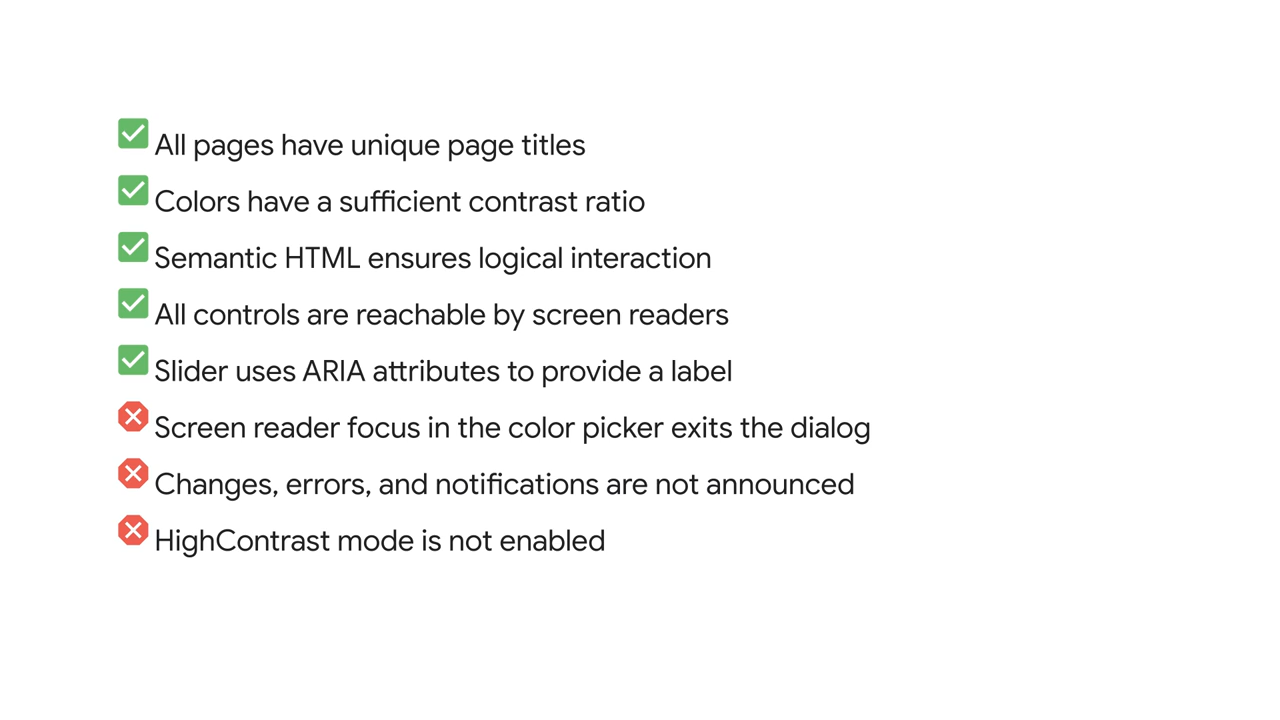 All pages have unique page titles
Colors have a sufficient contrast ratio
Semantic HTML ensures logical interaction
All controls are reachable by screen readers
Slider uses ARIA attributes to provide a label
Screen reader focus in the color picker exits the dialog
Changes, errors, and notifications are not announced
HighContrast mode is not enabled